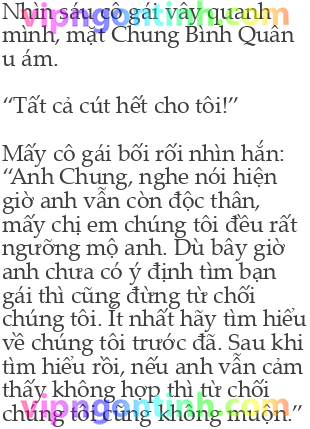 Nhìn sáu cô gái vây quanh
mình, mặt Chung Bình Quân
u ám.
“Tất cả cút hết cho tôi!”
Mấy cô gái bối rối nhìn hắn:
“Anh Chung, nghe nói hiện
giờ anh vẫn còn độc thân,
mấy chị em chúng tôi đều rất
ngưỡng mộ anh. Dù bây giờ
anh chưa có ý định tìm bạn
gái thì cũng đừng từ chối
chúng tôi. Ít nhất hãy tìm hiểu
về chúng tôi trước đã. Sau khi
tìm hiểu rồi, nếu anh vẫn cảm
thấy không hợp thì từ chối
chúng tôi cũng không muộn.”
vipngontinh.com
vipngontinh.com